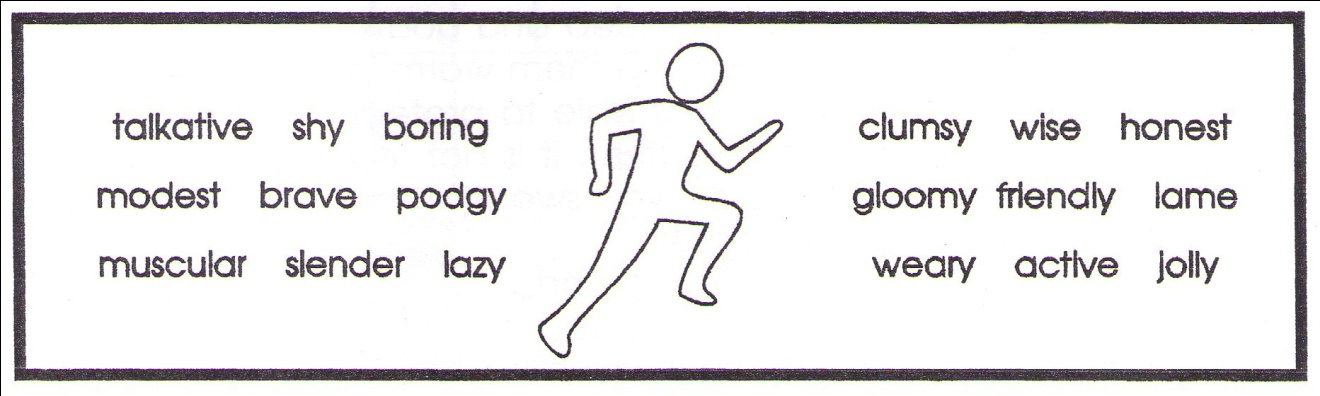 talkative shy boring clumsy wise honest
modest brave podgy gloomy friendly lame
muscular slender lazy weary active jolly